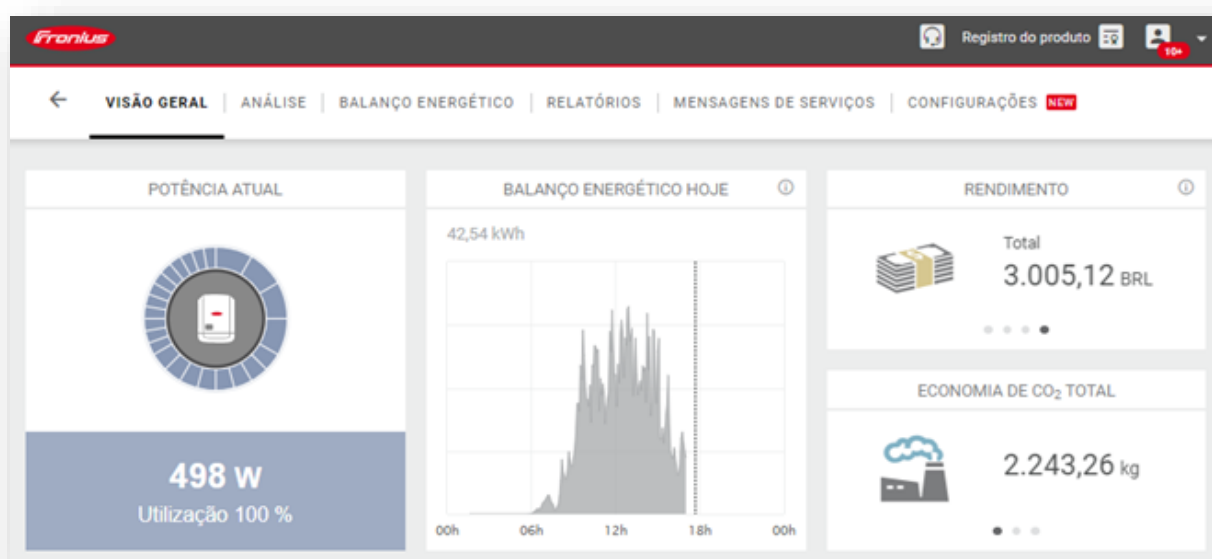 Fronius
Registro do produto
10+
VISÃO GERAL | ANÁLISE | BALANÇO ENERGÉTICO | RELATÓRIOS | MENSAGENS DE SERVIÇOS | CONFIGURAÇÕES NEW
POTÊNCIA ATUAL
498 W
Utilização 100 %
BALANÇO ENERGÉTICO HOJE
42,54 kWh
00h 06h 12h 18h 00h
RENDIMENTO
Total
3.005,12 BRL
ECONOMIA DE CO₂ TOTAL
2.243,26 kg